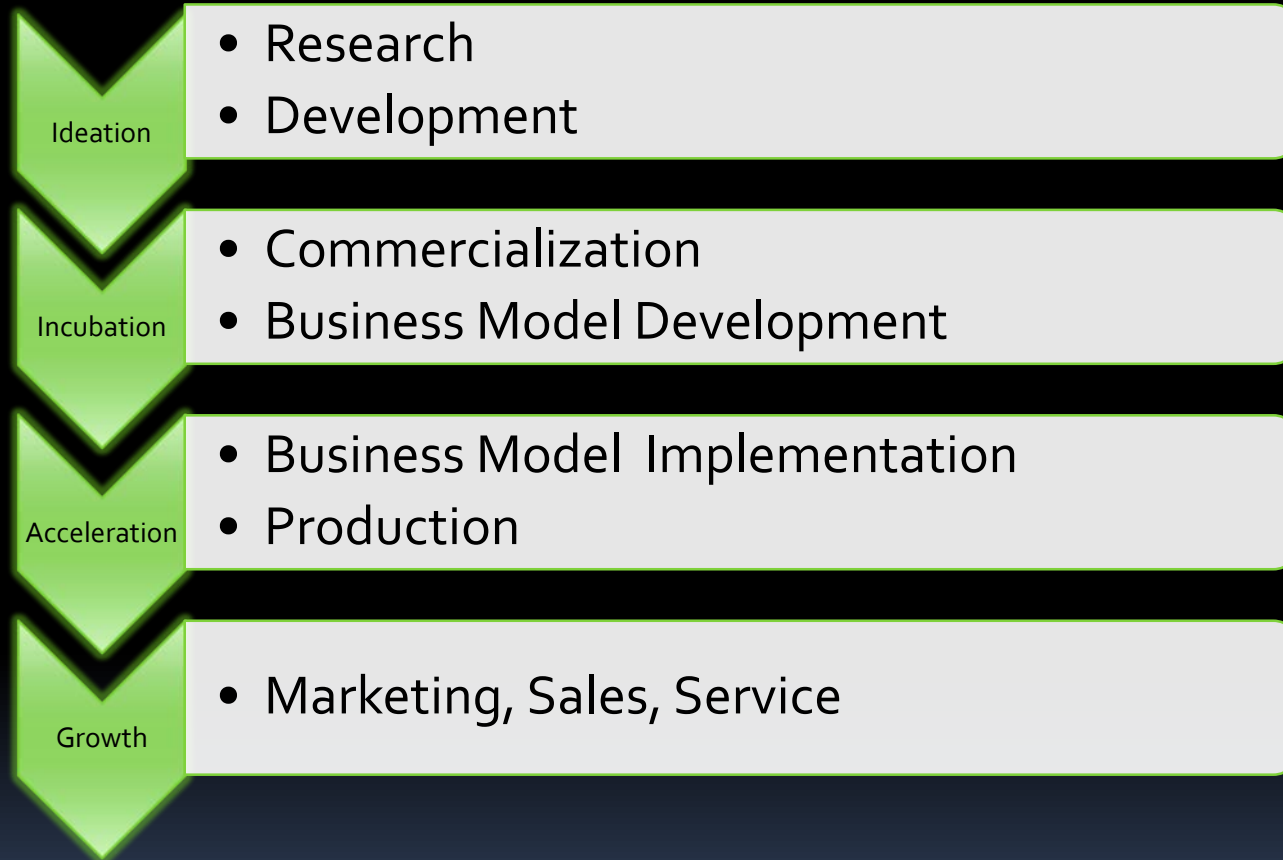 Ideation
• Research
• Development
Incubation
• Commercialization
• Business Model Development
Acceleration
• Business Model  Implementation
• Production
Growth
• Marketing, Sales, Service